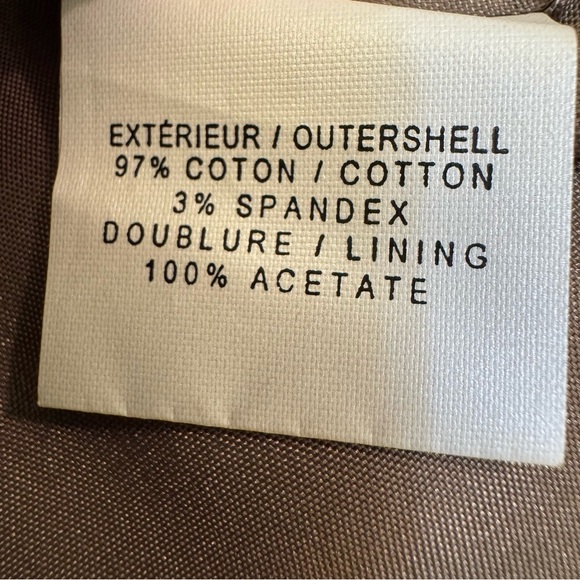 EXTÉRIEUR / OUTERSHELL
97% COTON / COTTON
3% SPANDEX
DOUBLURE / LINING
100% ACETATE